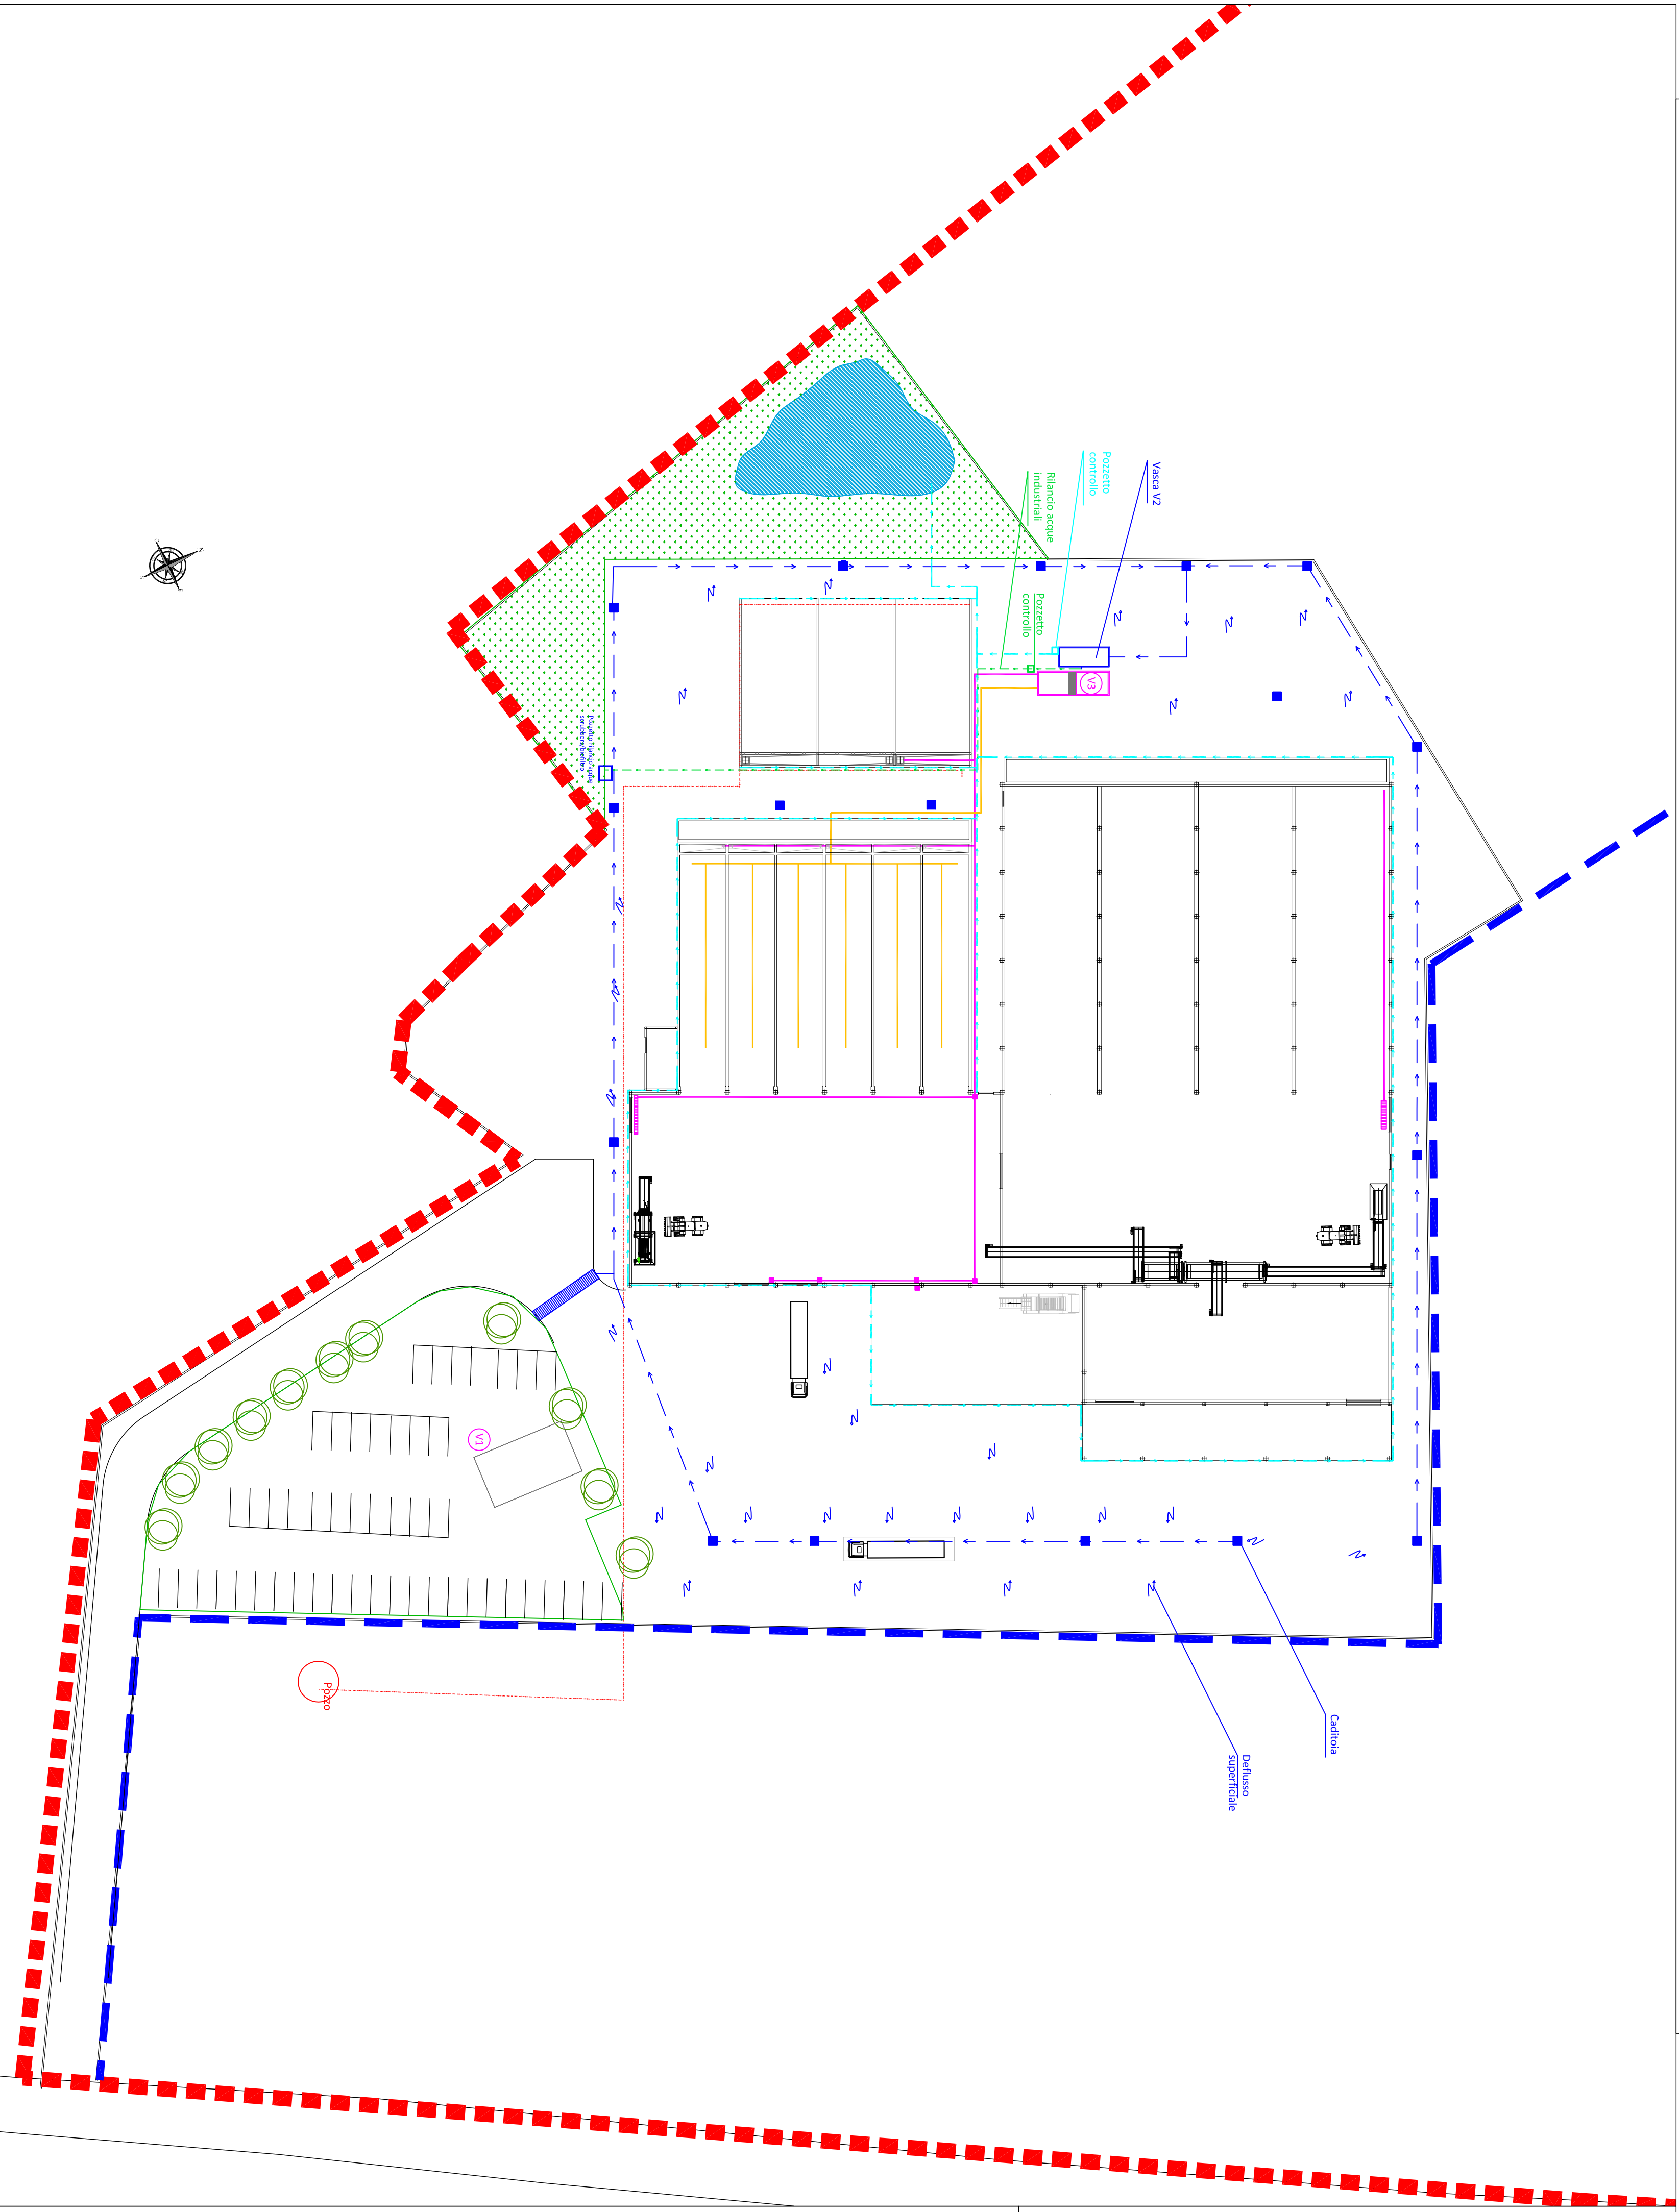 Vasca V2
Pozzetto
controllo
Rilancio acque
industriali
Pozzetto
controllo
V3
V1
Pozzo
Caditoia
Deflusso
superficiale